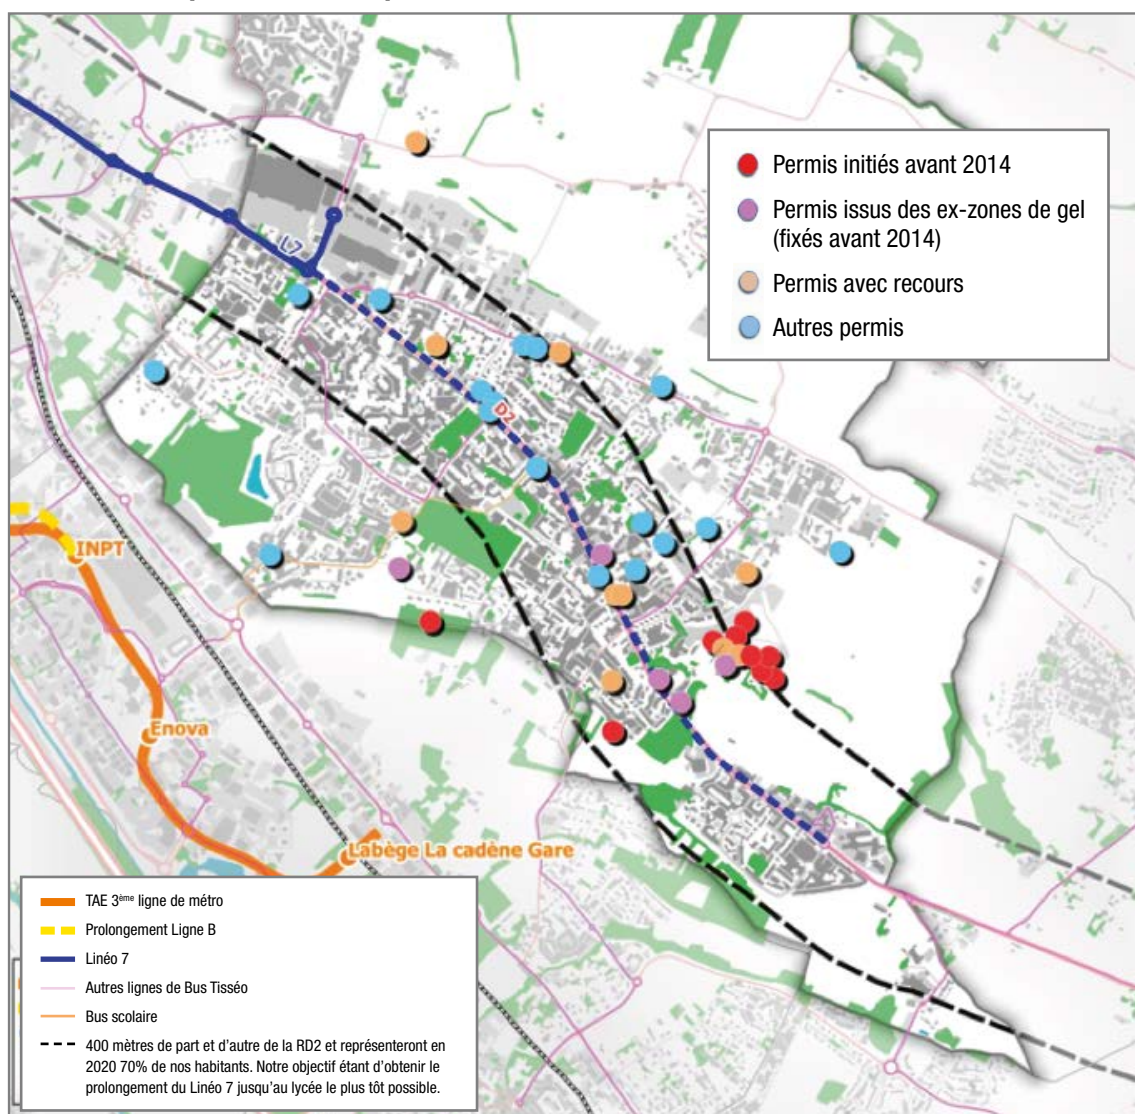 Permis initiés avant 2014
Permis issus des ex-zones de gel
(fixés avant 2014)
Permis avec recours
Autres permis
L7
D2
INPT
Enova
Labège La cadène Gare
TAE 3ème ligne de métro
Prolongement Ligne B
Linéo 7
Autres lignes de Bus Tisséo
Bus scolaire
400 mètres de part et d'autre de la RD2 et représenteront en
2020 70% de nos habitants. Notre objectif étant d'obtenir le
prolongement du Linéo 7 jusqu'au lycée le plus tôt possible.